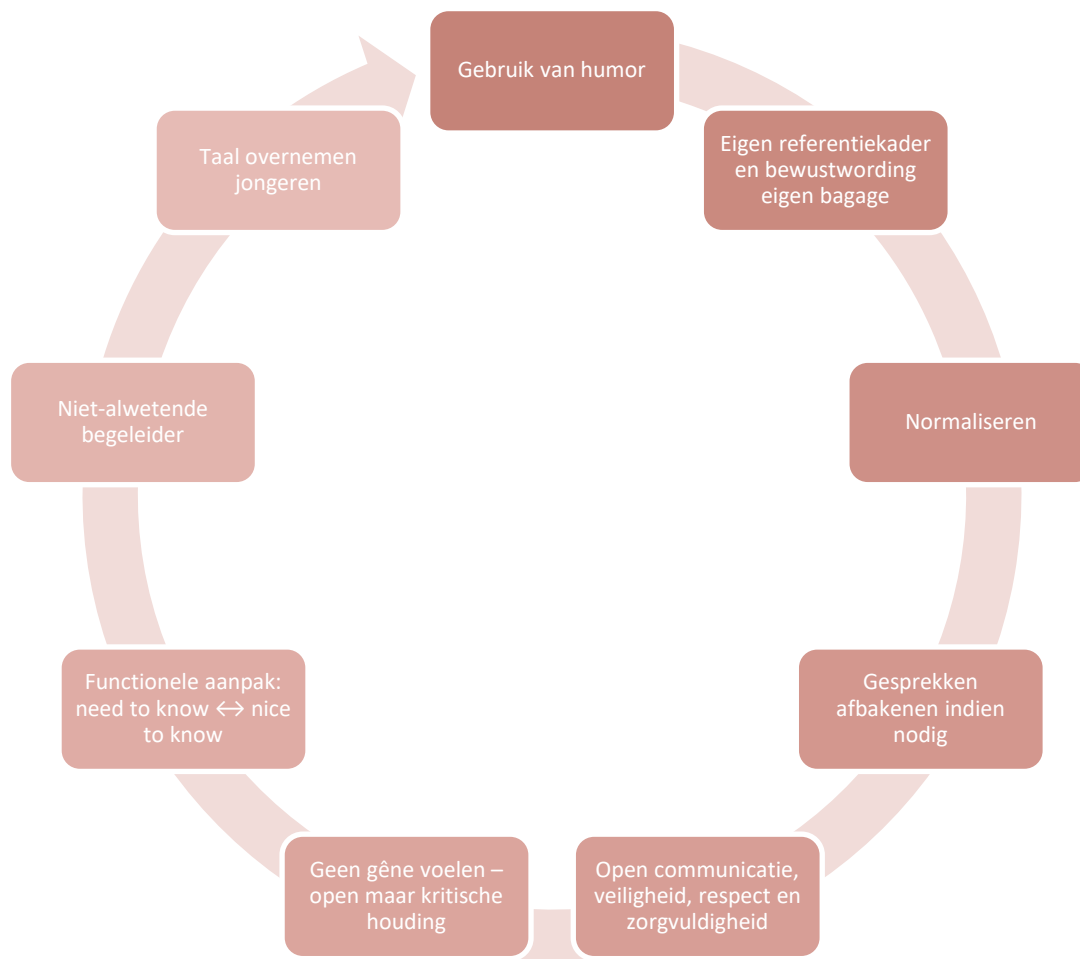 Gebruik van humor
Eigen referentiekader
en bewustwording
eigen bagage
Normaliseren
Gesprekken
afbakenen indien
nodig
Open communicatie,
veiligheid, respect en
zorgvuldigheid
Geen gêne voelen –
open maar kritische
houding
Functionele aanpak:
need to know ↔ nice
to know
Niet-alwetende
begeleider
Taal overnemen
jongeren